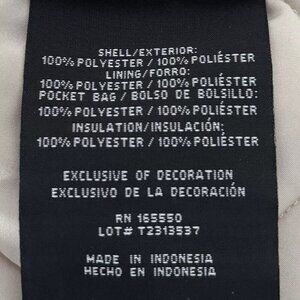 SHELL/EXTERIOR:
100% POLYESTER / 100% POLIÉSTER
LINING/FORRO:
100% POLYESTER / 100% POLIÉSTER
POCKET BAG / BOLSO DE BOLSILLO:
100% POLYESTER / 100% POLIÉSTER
INSULATION/INSULACIÓN:
100% POLYESTER / 100% POLIÉSTER
EXCLUSIVE OF DECORATION
EXCLUSIVO DE LA DECORACIÓN
RN 165550
LOT# T2313537
MADE IN INDONESIA
HECHO EN INDONESIA